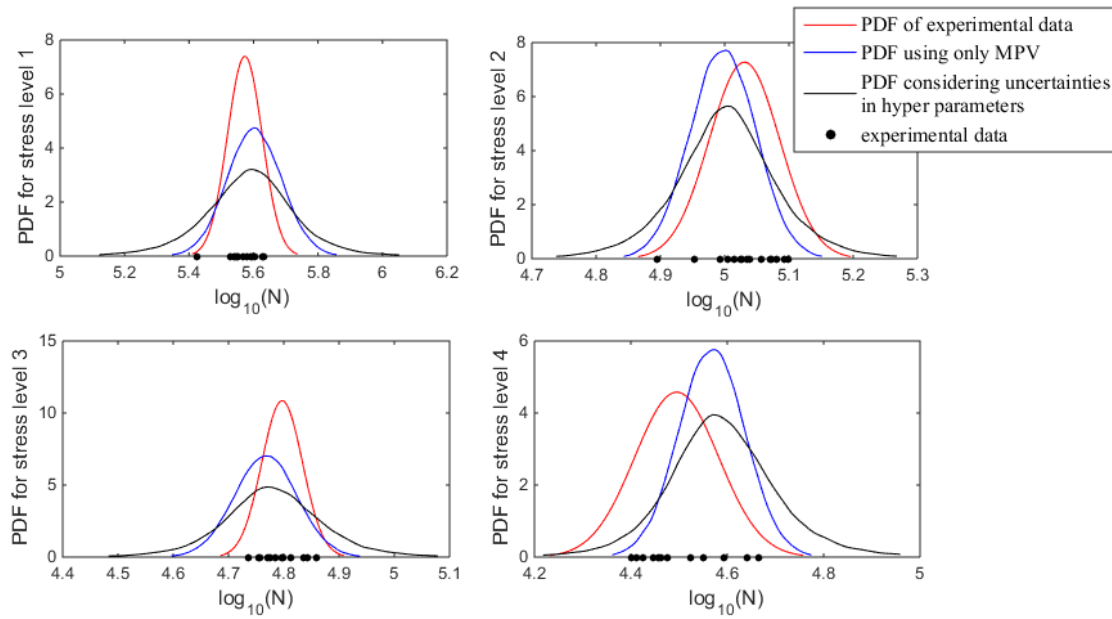 PDF of experimental data
PDF using only MPV
PDF considering uncertainties
in hyper parameters
experimental data
PDF for stress level 1
8
6
4
2
0
5 5.2 5.4 5.6 5.8 6 6.2
log10(N)
PDF for stress level 2
8
6
4
2
0
4.7 4.8 4.9 5 5.1 5.2 5.3
log10(N)
PDF for stress level 3
15
10
5
0
4.4 4.5 4.6 4.7 4.8 4.9 5 5.1
log10(N)
PDF for stress level 4
6
4
2
0
4.2 4.4 4.6 4.8 5
log10(N)